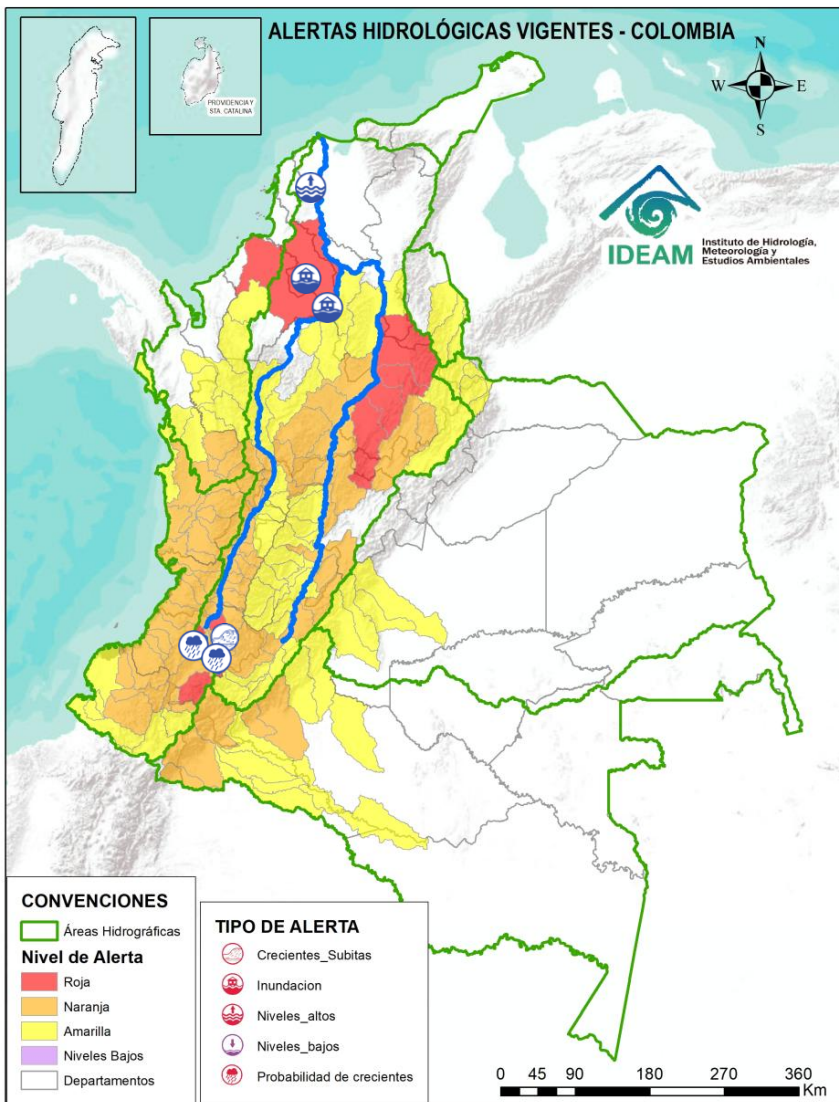 ALERTAS HIDROLÓGICAS VIGENTES - COLOMBIA
PROVIDENCIA Y
STA. CATALINA
N
W
E
S
IDEAM
Instituto de Hidrología,
Meteorología y
Estudios Ambientales
CONVENCIONES
Áreas Hidrográficas
Nivel de Alerta
Roja
Naranja
Amarilla
Niveles Bajos
Departamentos
TIPO DE ALERTA
Crecientes_Subitas
Inundacion
Niveles_altos
Niveles_bajos
Probabilidad de crecientes
0 45 90 180 270 360
Km